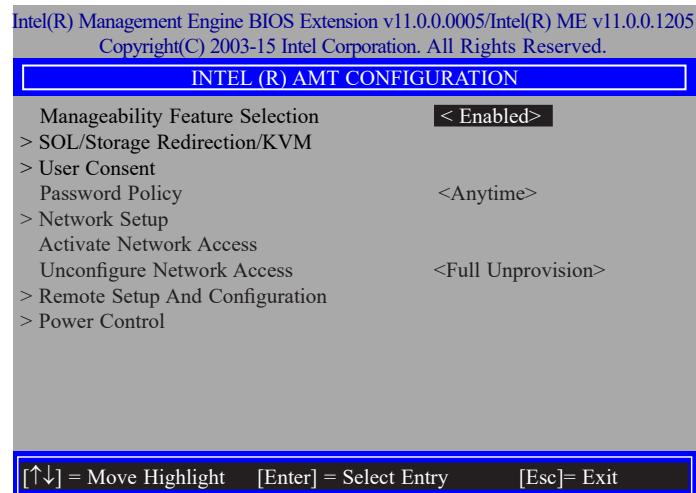 Intel(R) Management Engine BIOS Extension v11.0.0.0005/Intel(R) ME v11.0.0.1205
Copyright(C) 2003-15 Intel Corporation. All Rights Reserved.
INTEL (R) AMT CONFIGURATION
Manageability Feature Selection < Enabled>
> SOL/Storage Redirection/KVM
> User Consent
Password Policy <Anytime>
> Network Setup
Activate Network Access
Unconfigure Network Access <Full Unprovision>
> Remote Setup And Configuration
> Power Control
[↑↓] = Move Highlight [Enter] = Select Entry [Esc]= Exit